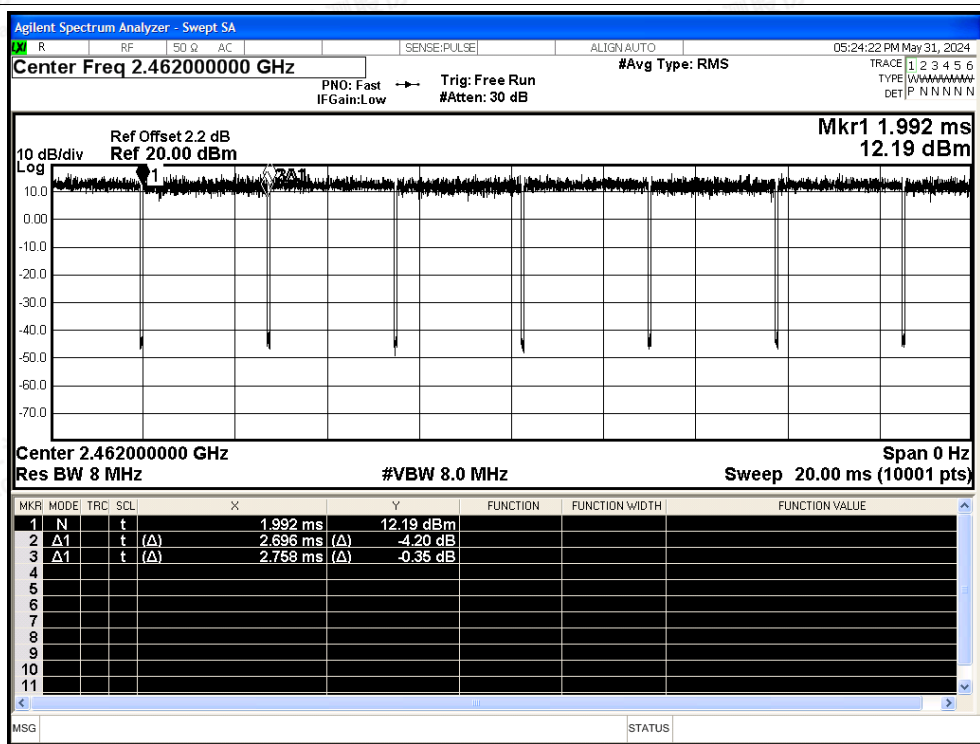 Agilent Spectrum Analyzer - Swept SA
LXI R RF 50 Ω AC SENSE:PULSE ALIGN AUTO 05:24:22 PM May 31, 2024
Center Freq 2.462000000 GHz #Avg Type: RMS TRACE 1 2 3 4 5 6
PNO: Fast Trig: Free Run TYPE WWWWWW
IFGain:Low #Atten: 30 dB DET P N N N N N
Mkr1 1.992 ms
Ref Offset 2.2 dB
10 dB/div Ref 20.00 dBm 12.19 dBm
Log
1
10.0
0.00
-10.0
-20.0
-30.0
-40.0
-50.0
-60.0
-70.0
Center 2.462000000 GHz Span 0 Hz
Res BW 8 MHz #VBW 8.0 MHz Sweep 20.00 ms (10001 pts)
MKR MODE TRC SCL X Y FUNCTION FUNCTION WIDTH FUNCTION VALUE
1 N t 1.992 ms 12.19 dBm
2 Δ1 t (Δ) 2.696 ms (Δ) -4.20 dB
3 Δ1 t (Δ) 2.758 ms (Δ) -0.35 dB
4
5
6
7
8
9
10
11
MSG STATUS